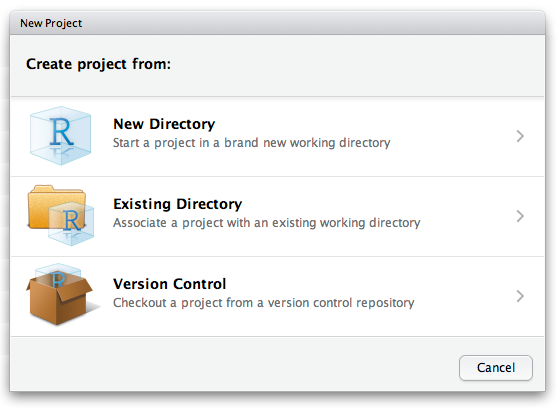 New Project
Create project from:
R
New Directory
Start a project in a brand new working directory
R
Existing Directory
Associate a project with an existing working directory
R
Version Control
Checkout a project from a version control repository
Cancel